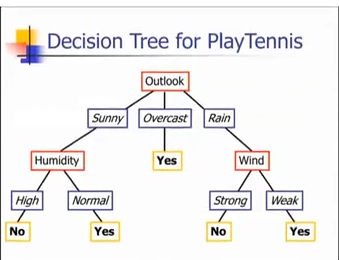 Decision Tree for PlayTennis
Outlook
Sunny Overcast Rain
Humidity Yes Wind
High Normal Strong Weak
No Yes No Yes